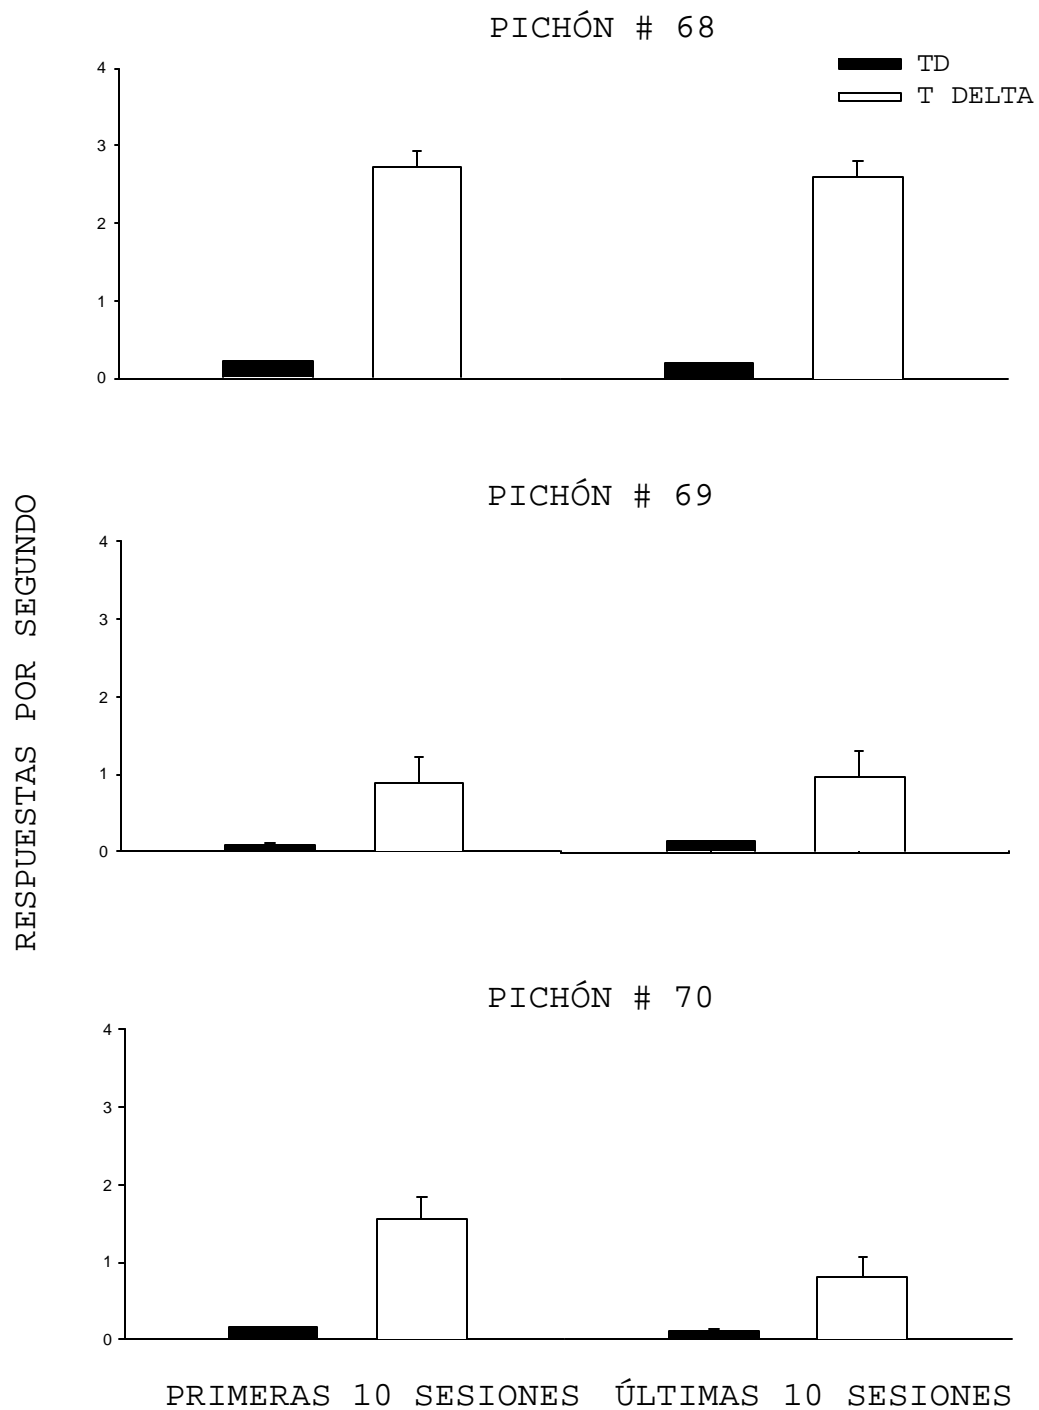 PICHÓN # 68
TD
T DELTA
4
3
2
1
0
PICHÓN # 69
RESPUESTAS POR SEGUNDO
4
3
2
1
0
PICHÓN # 70
4
3
2
1
0
PRIMERAS 10 SESIONES ÚLTIMAS 10 SESIONES